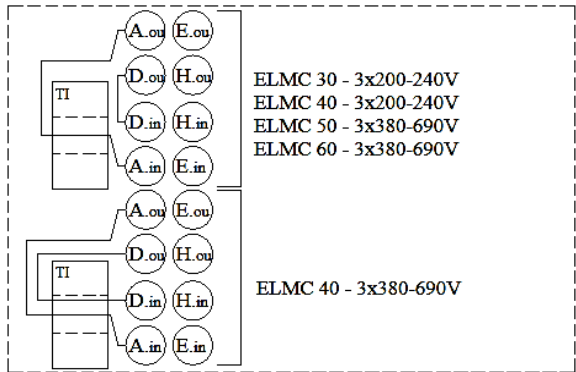 A.ou E.ou
D.ou H.ou
TI
D.in H.in
A.in E.in
ELMC 30 - 3x200-240V
ELMC 40 - 3x200-240V
ELMC 50 - 3x380-690V
ELMC 60 - 3x380-690V
A.ou E.ou
D.ou H.ou
TI
D.in H.in
A.in E.in
ELMC 40 - 3x380-690V